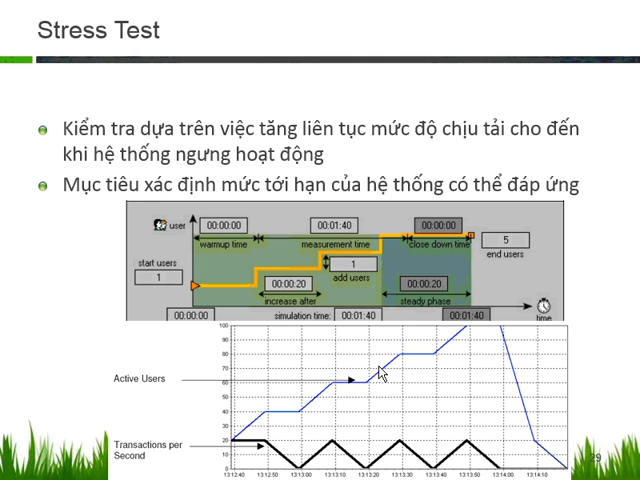 Stress Test
Kiểm tra dựa trên việc tăng liên tục mức độ chịu tải cho đến
khi hệ thống ngưng hoạt động
Mục tiêu xác định mức tới hạn của hệ thống có thể đáp ứng
user
00:00:00
00:01:40
00:00:00
warmup time
measurement time
close down time
5
end users
start users
1
1
add users
00:00:20
00:00:20
increase after
steady phase
00:00:00
simulation time:
00:01:40
00:01:40
time
100
90
80
70
60
50
40
30
20
10
0
Active Users
Transactions per
Second
13:12:40
13:12:50
13:13:00
13:13:10
13:13:20
13:13:30
13:13:40
13:13:50
13:14:00
13:14:10
29